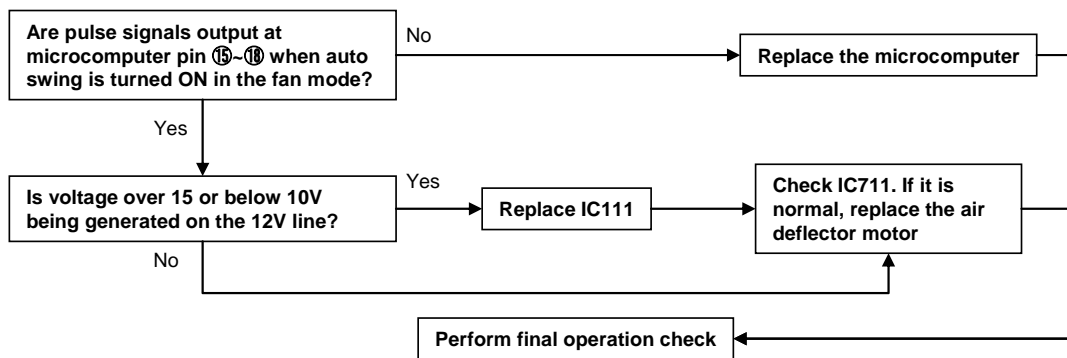 Are pulse signals output at
microcomputer pin ⑮~⑱ when auto
swing is turned ON in the fan mode?
No
Replace the microcomputer
Yes
Is voltage over 15 or below 10V
being generated on the 12V line?
Yes
Replace IC111
Check IC711. If it is
normal, replace the air
deflector motor
No
Perform final operation check